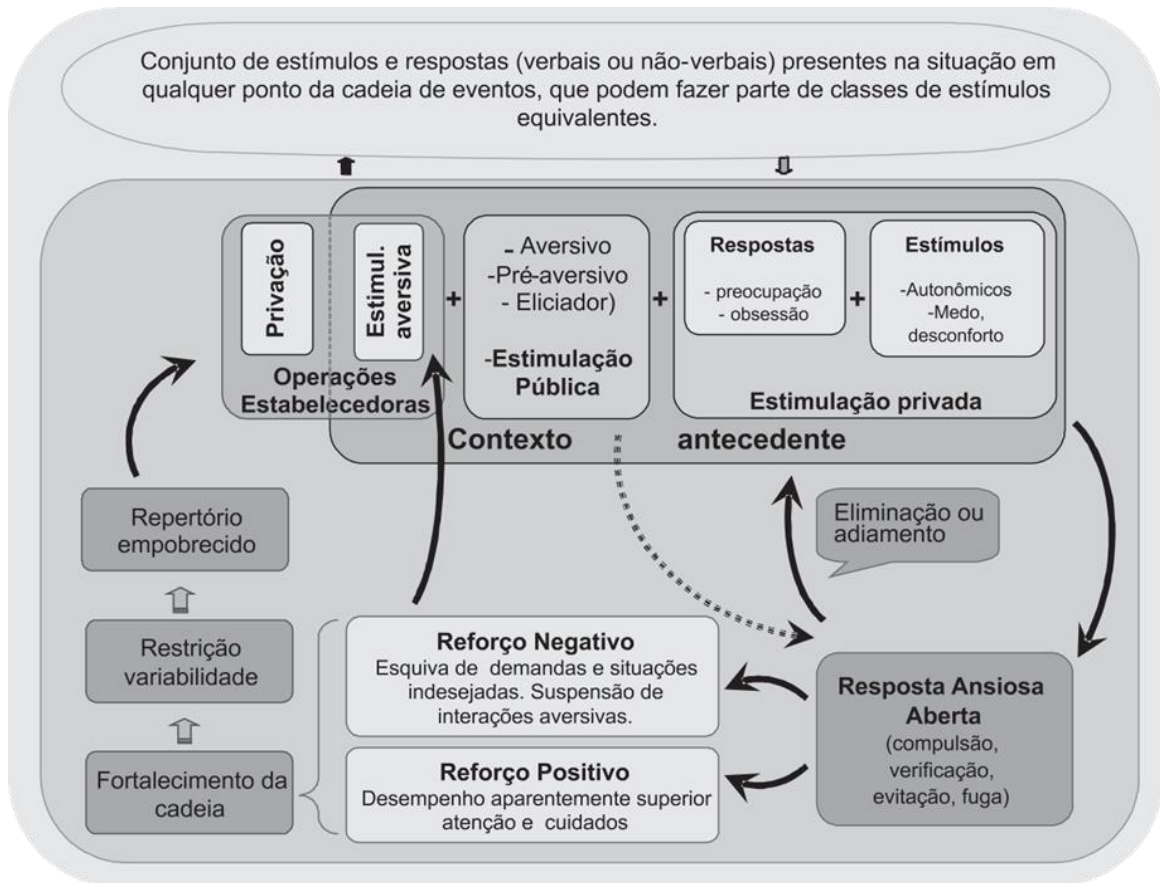 Conjunto de estímulos e respostas (verbais ou não-verbais) presentes na situação em
qualquer ponto da cadeia de eventos, que podem fazer parte de classes de estímulos
equivalentes.
Privação
Estimul.
aversiva
Operações
Estabelecedoras
+
- Aversivo
-Pré-aversivo
- Eliciador)
-Estimulação
Pública
+
Respostas
- preocupação
- obsessão
+
Estímulos
-Autonômicos
-Medo,
desconforto
Estimulação privada
Contexto antecedente
Repertório
empobrecido
Eliminação ou
adiamento
Restrição
variabilidade
Reforço Negativo
Esquiva de demandas e situações
indesejadas. Suspensão de
interações aversivas.
Resposta Ansiosa
Aberta
(compulsão,
verificação,
evitação, fuga)
Fortalecimento da
cadeia
Reforço Positivo
Desempenho aparentemente superior
atenção e cuidados